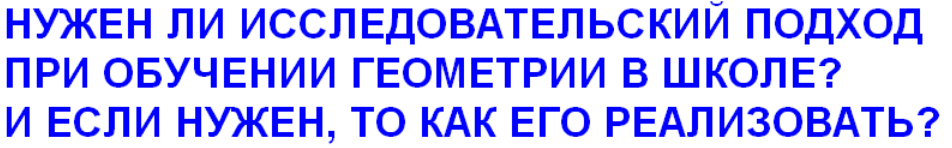 НУЖЕН ЛИ ИССЛЕДОВАТЕЛЬСКИЙ ПОДХОД
ПРИ ОБУЧЕНИИ ГЕОМЕТРИИ В ШКОЛЕ?
И ЕСЛИ НУЖЕН, ТО КАК ЕГО РЕАЛИЗОВАТЬ?